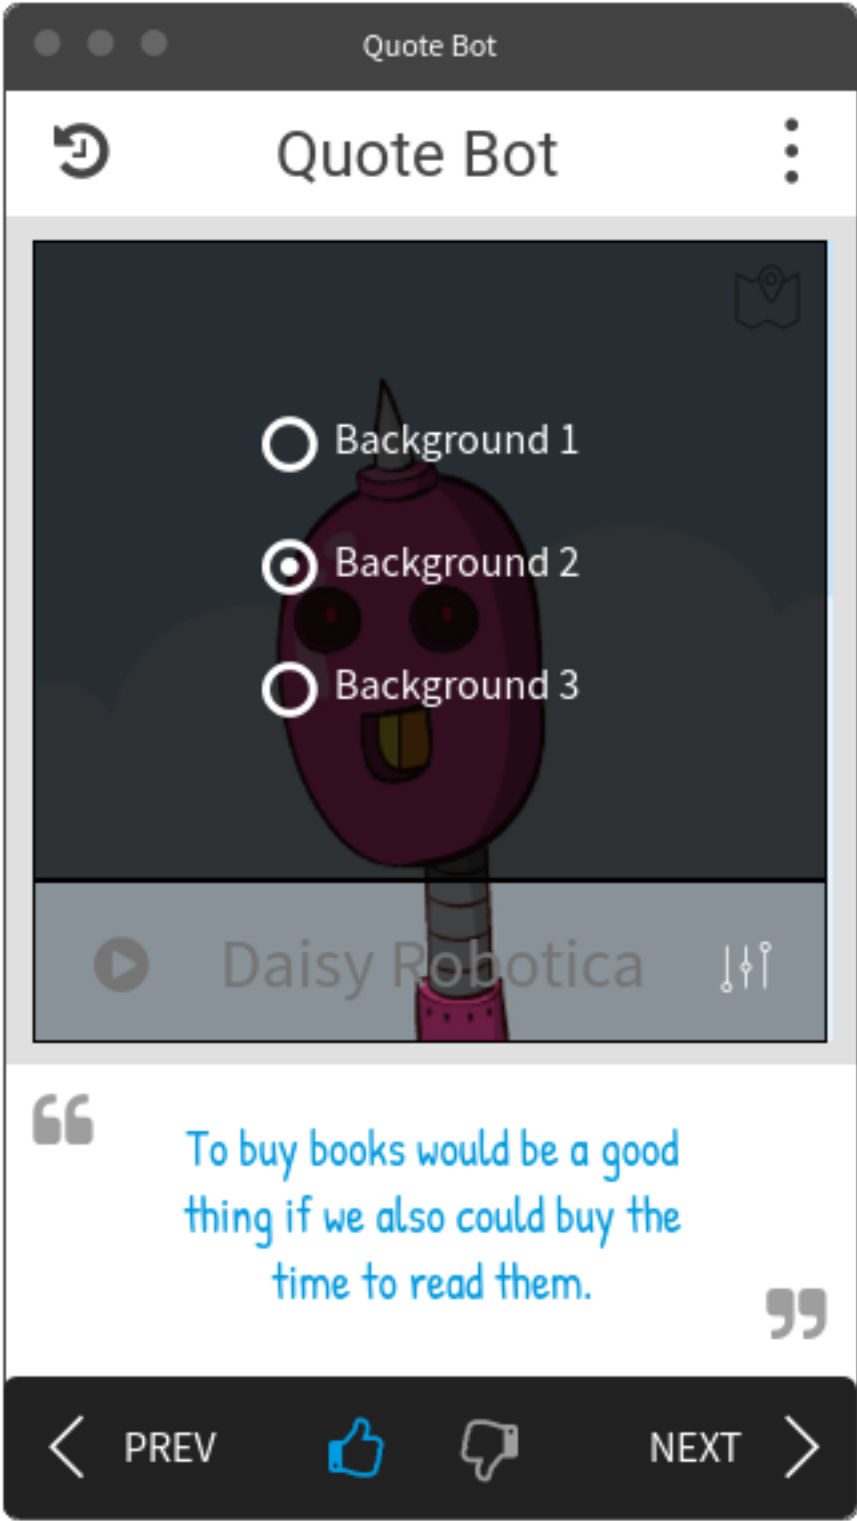 Quote Bot
Quote Bot
Background 1
Background 2
Background 3
Daisy Robotica
“
To buy books would be a good
thing if we also could buy the
time to read them.
”
PREV
NEXT